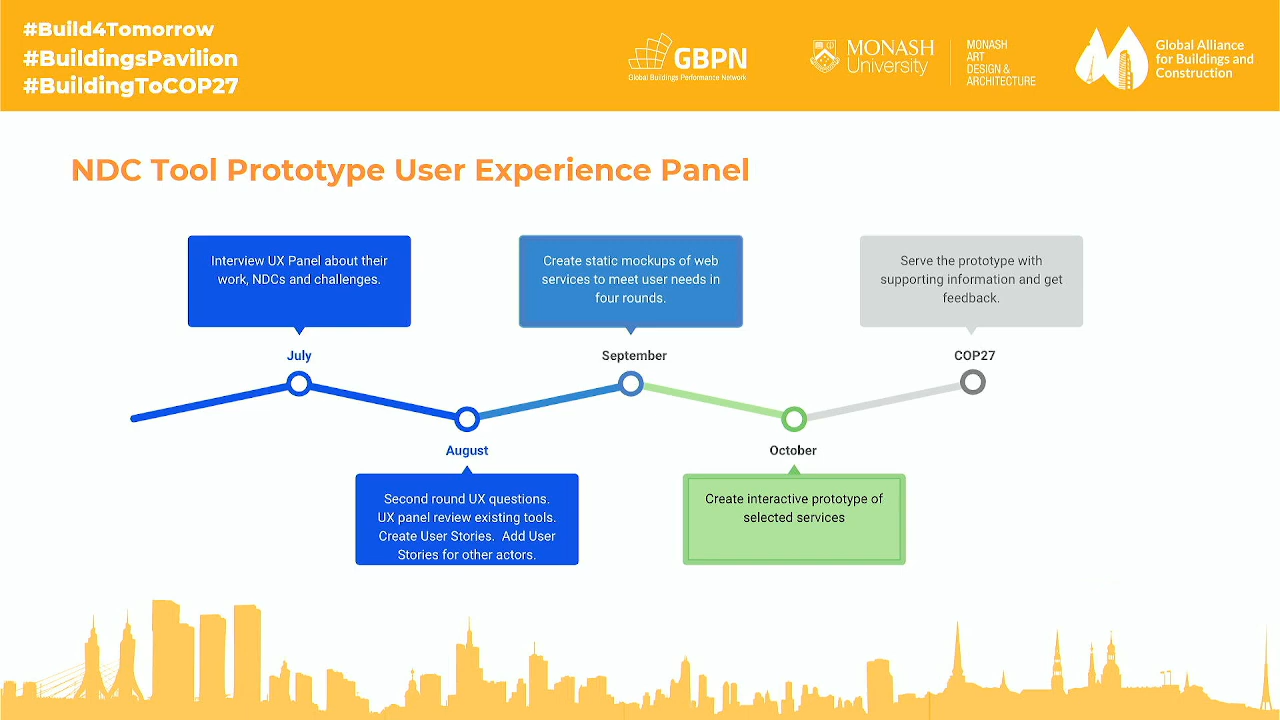 #Build4Tomorrow
#BuildingsPavilion
#BuildingToCOP27
GBPN
Global Buildings Performance Network
MONASH
University
MONASH
ART
DESIGN &
ARCHITECTURE
Global Alliance
for Buildings and
Construction
NDC Tool Prototype User Experience Panel
Interview UX Panel about their
work, NDCs and challenges.
Create static mockups of web
services to meet user needs in
four rounds.
Serve the prototype with
supporting information and get
feedback.
July
September
COP27
August
October
Second round UX questions.
UX panel review existing tools.
Create User Stories.  Add User
Stories for other actors.
Create interactive prototype of
selected services